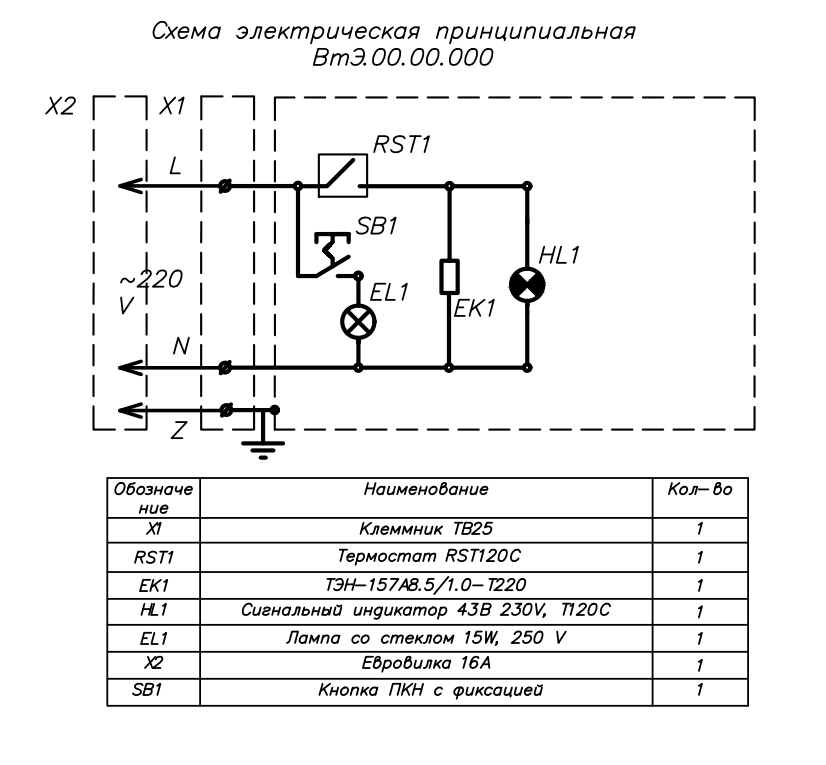 Схема электрическая принципиальная
ВтЭ.00.00.000
X2
X1
L
RST1
SB1
HL1
~220
V
EL1
EK1
N
Z
Обозначе
ние
Наименование
Кол-во
X1 Клеммник ТВ25 1
RST1 Термостат RST120С 1
EK1 ТЭН-157А8.5/1.0-Т220 1
HL1 Сигнальный индикатор 43В 230V, Т120С 1
EL1 Лампа со стеклом 15W, 250 V 1
X2 Евровилка 16А 1
SB1 Кнопка ПКН с фиксацией 1